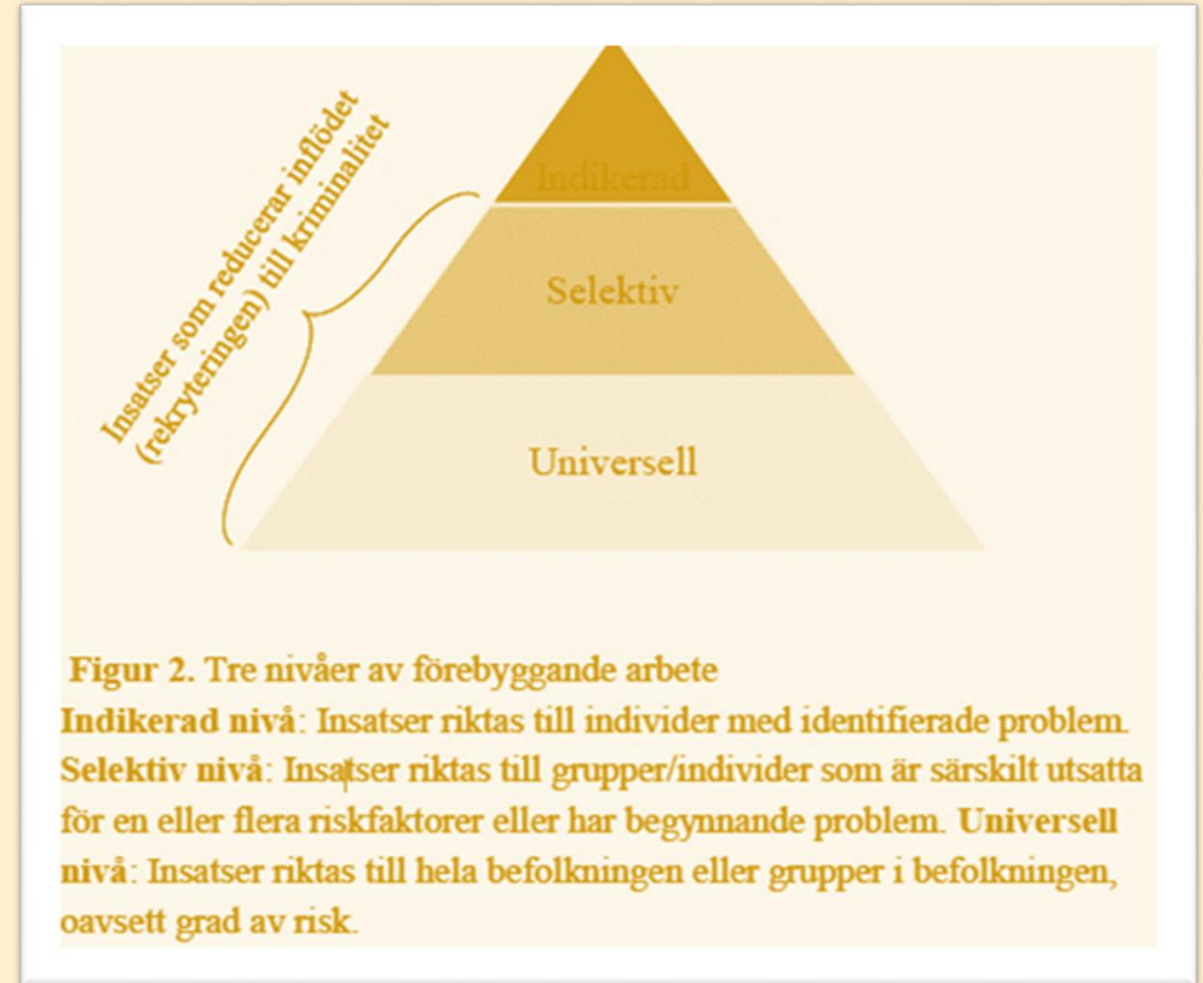 Insatser som reducerar inflödet
(rekryteringen) till kriminalitet
Indikerad
Selektiv
Universell
Figur 2. Tre nivåer av förebyggande arbete
Indikerad nivå: Insatser riktas till individer med identifierade problem.
Selektiv nivå: Insatser riktas till grupper/individer som är särskilt utsatta
för en eller flera riskfaktorer eller har begynnande problem. Universell
nivå: Insatser riktas till hela befolkningen eller grupper i befolkningen,
oavsett grad av risk.